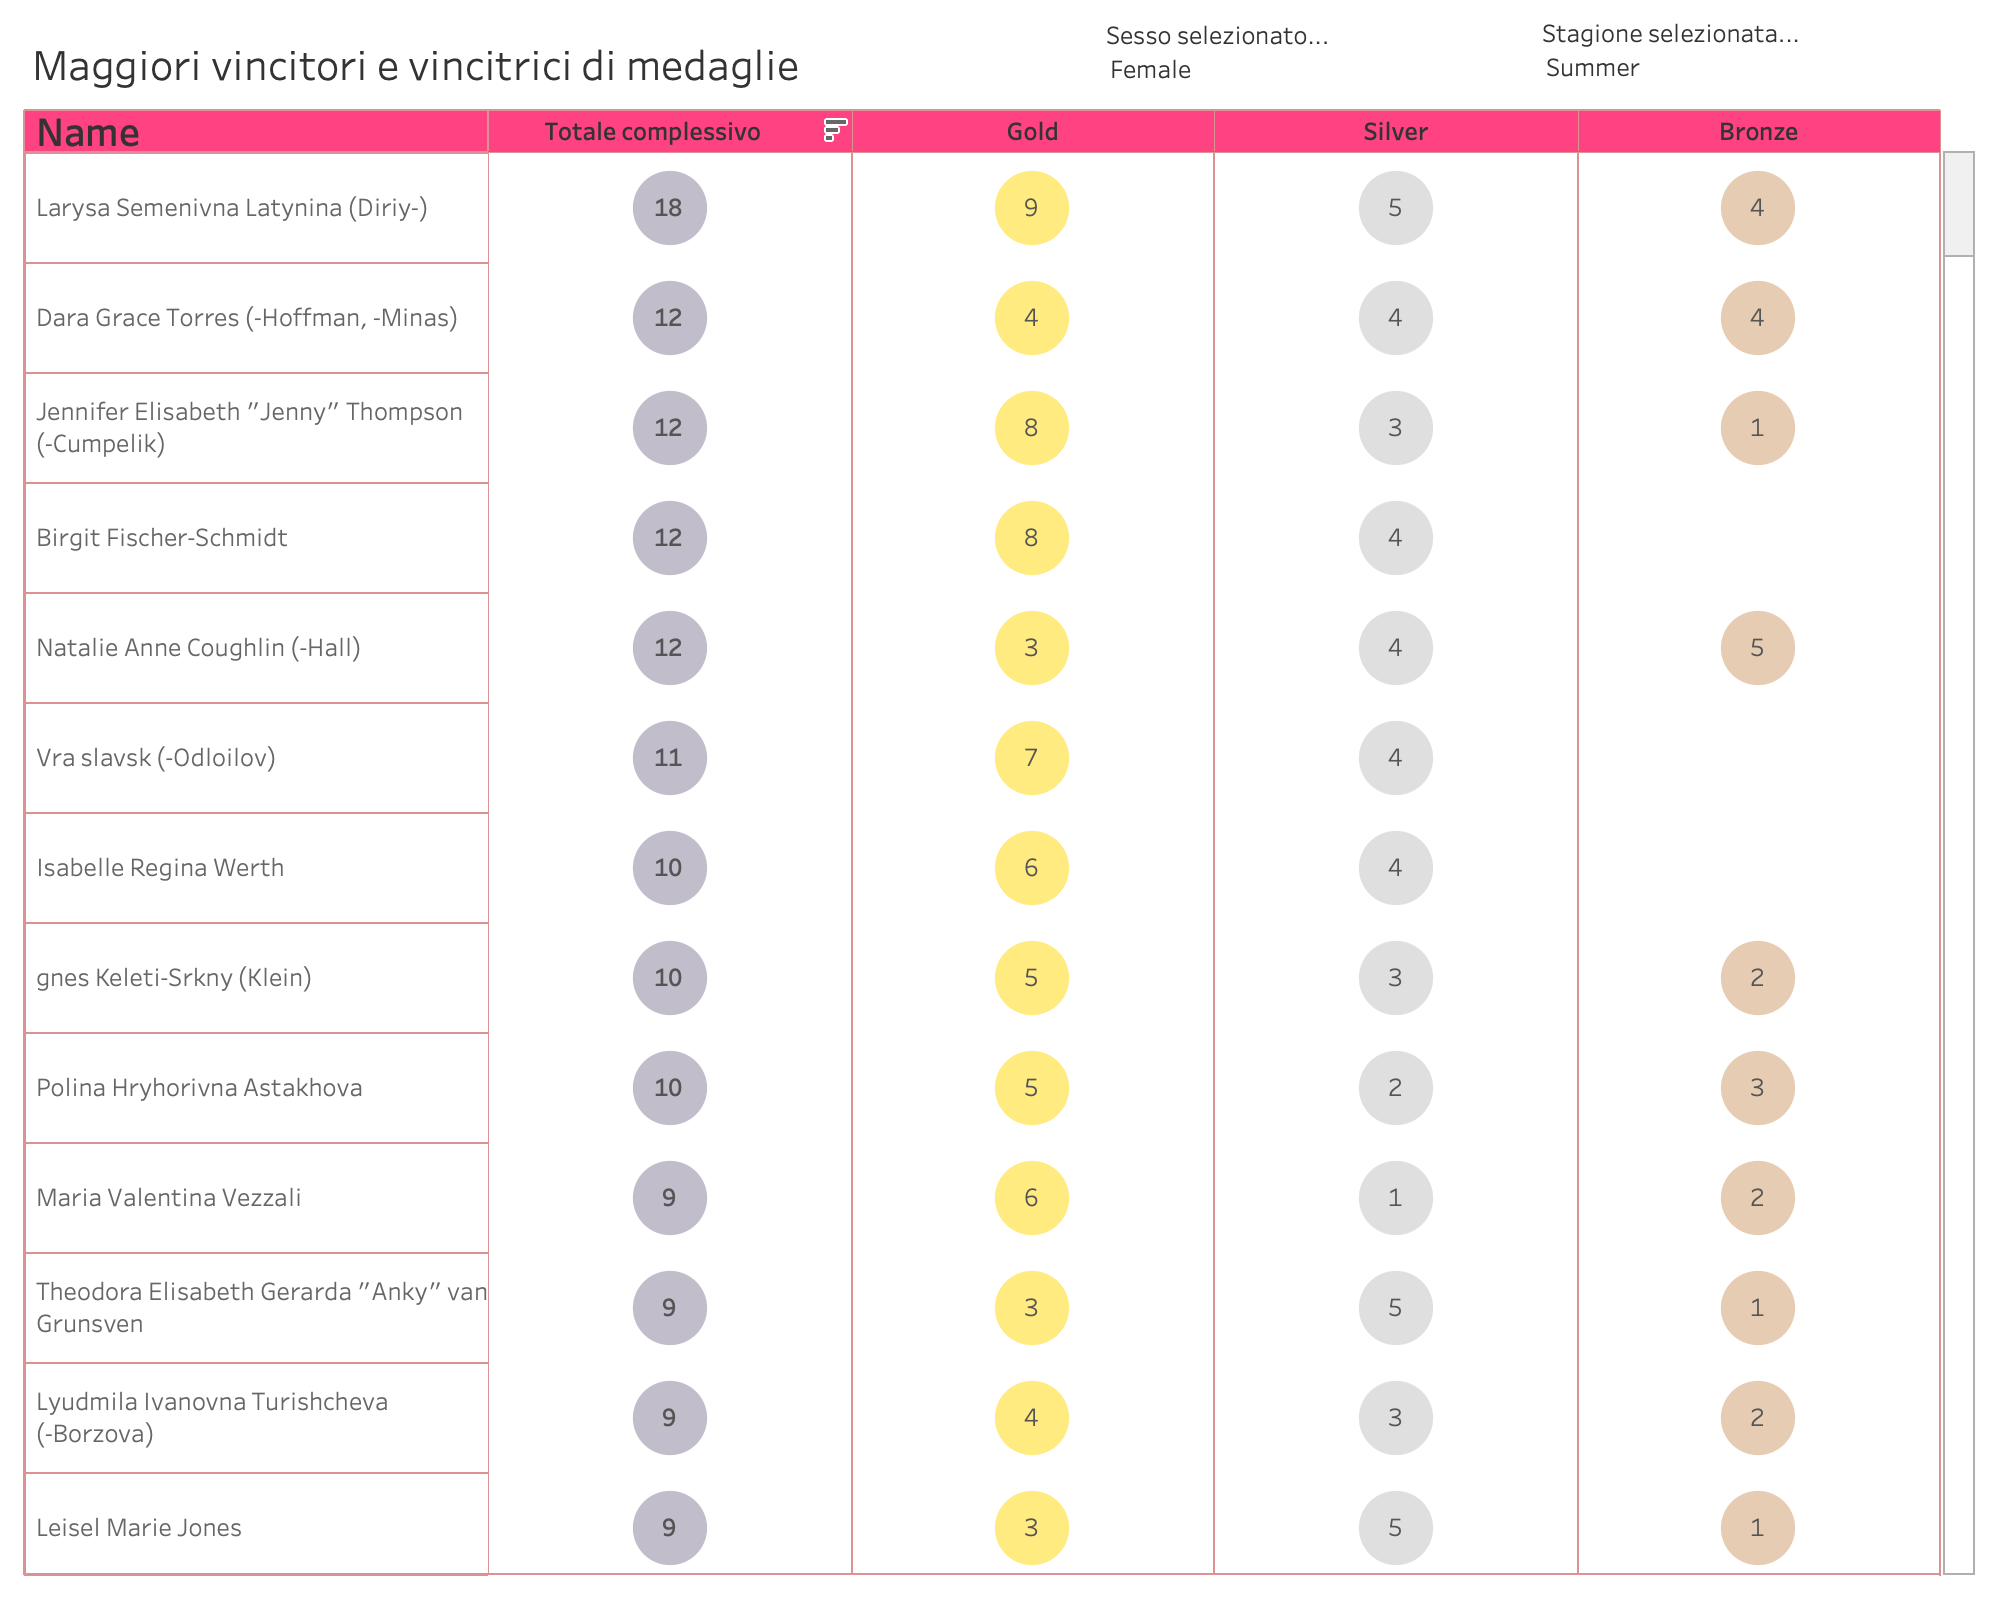 Sesso selezionato...
Female
Stagione selezionata...
Summer
Maggiori vincitori e vincitrici di medaglie
Name Totale complessivo Gold Silver Bronze
Larysa Semenivna Latynina (Diriy-) 18 9 5 4
Dara Grace Torres (-Hoffman, -Minas) 12 4 4 4
Jennifer Elisabeth "Jenny" Thompson
(-Cumpelik) 12 8 3 1
Birgit Fischer-Schmidt 12 8 4
Natalie Anne Coughlin (-Hall) 12 3 4 5
Vra slavsk (-Odloilov) 11 7 4
Isabelle Regina Werth 10 6 4
gnes Keleti-Srkny (Klein) 10 5 3 2
Polina Hryhorivna Astakhova 10 5 2 3
Maria Valentina Vezzali 9 6 1 2
Theodora Elisabeth Gerarda "Anky" van
Grunsven 9 3 5 1
Lyudmila Ivanovna Turishcheva
(-Borzova) 9 4 3 2
Leisel Marie Jones 9 3 5 1